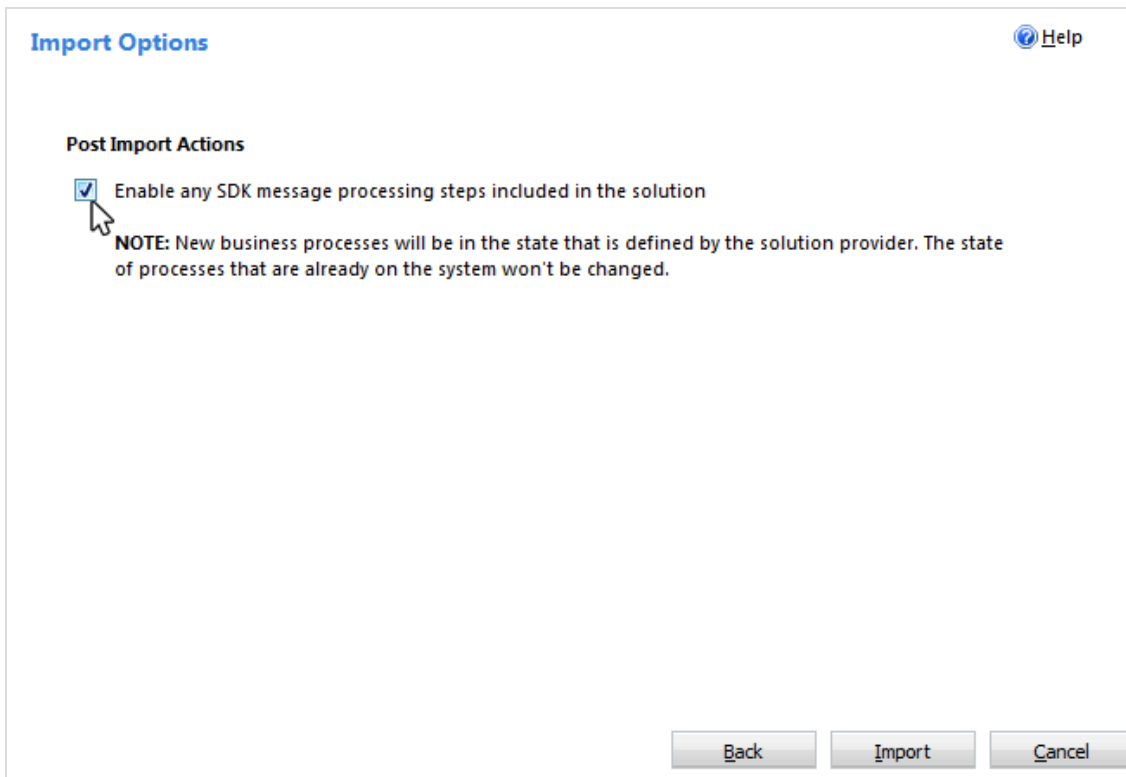 Import Options
Help
Post Import Actions
Enable any SDK message processing steps included in the solution
NOTE: New business processes will be in the state that is defined by the solution provider. The state
of processes that are already on the system won't be changed.
Back
Import
Cancel